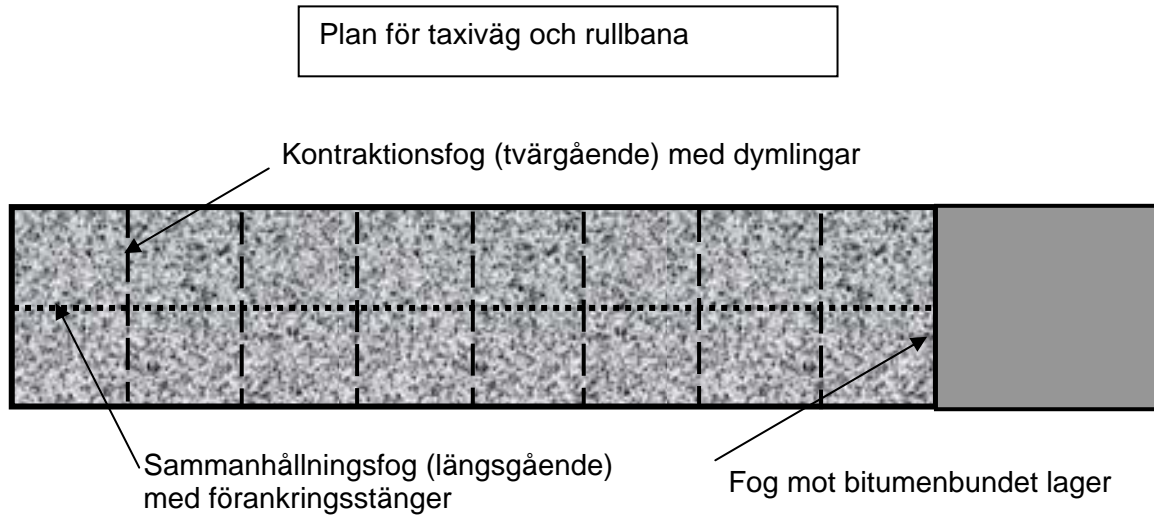 Plan för taxiväg och rullbana
Kontraktionsfog (tvärgående) med dymlingar
Sammanhållningsfog (längsgående)
med förankringsstänger
Fog mot bitumenbundet lager